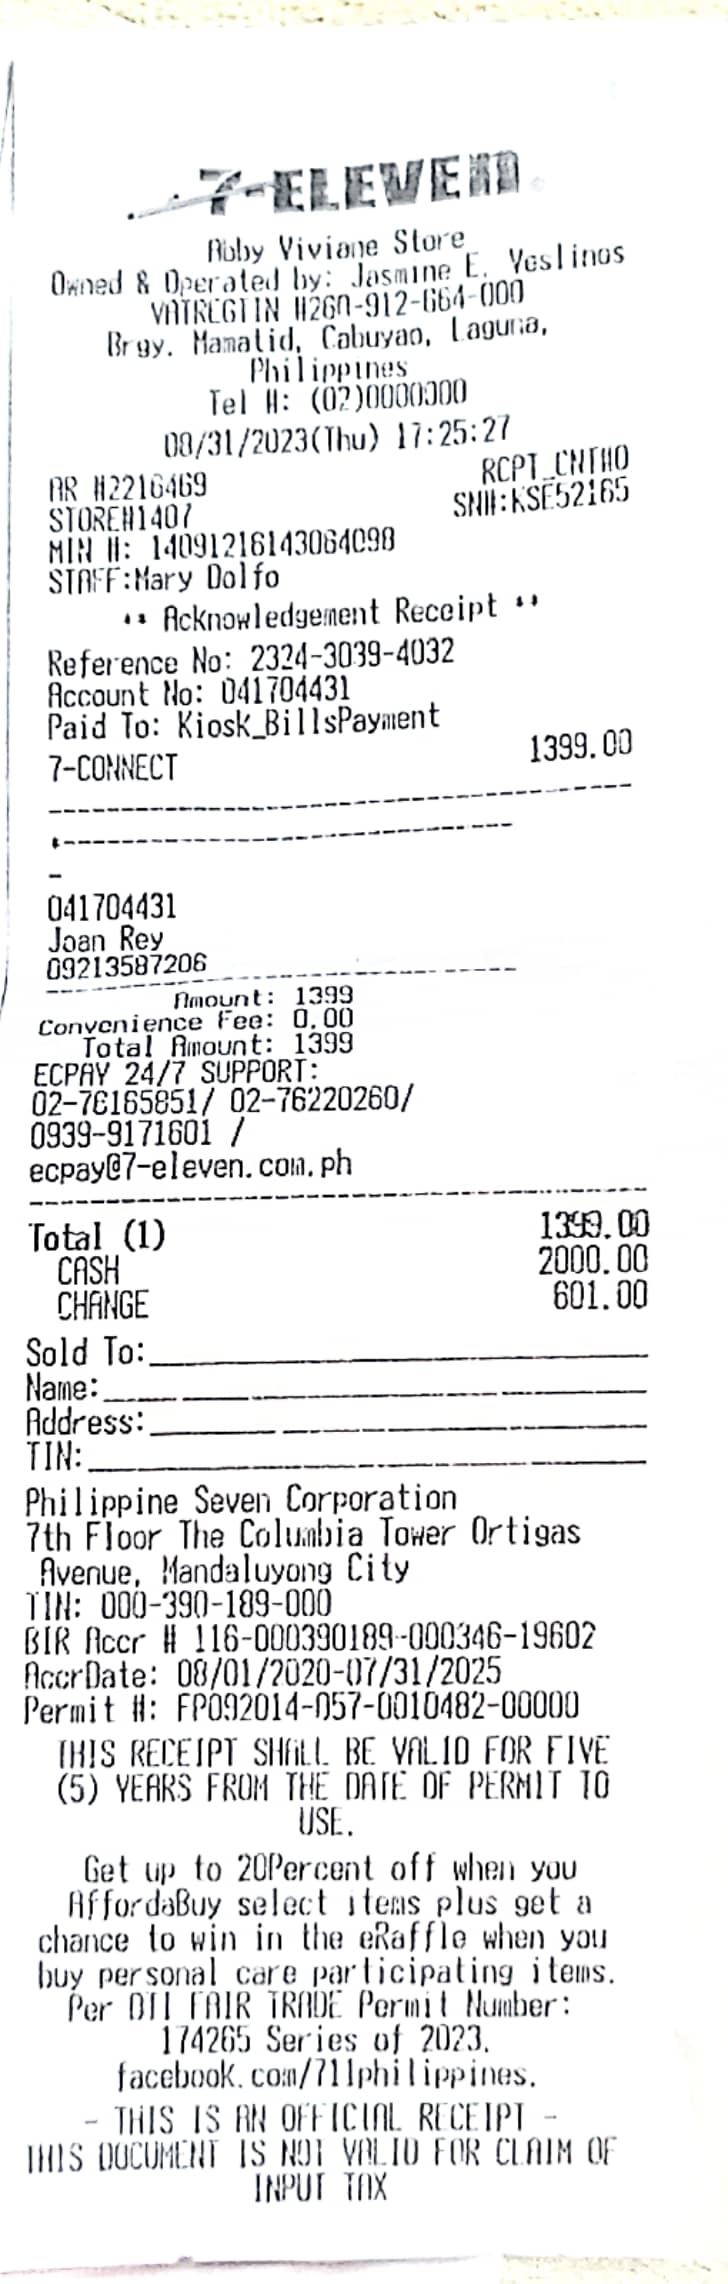 7-ELEVEN
Abby Viviane Store
Owned & Operated by: Jasmine E. Yeslinos
VATREGTIN #260-912-664-000
Brgy. Mamatid, Cabuyao, Laguna,
Philippines
Tel #: (02)0000000
08/31/2023(Thu) 17:25:27
RCPT_CNT#0
AR #2216469
SN#:KSE52165
STORE#1407
MIN #: 14091216143064098
STAFF:Mary Dolfo
** Acknowledgement Receipt **
Reference No: 2324-3039-4032
Account No: 041704431
Paid To: Kiosk_BillsPayment
7-CONNECT 1399.00
041704431
Joan Rey
09213587206
Amount: 1399
Convenience Fee: 0.00
Total Amount: 1399
ECPAY 24/7 SUPPORT:
02-76165851/ 02-76220260/
0939-9171601 /
ecpay@7-eleven.com.ph
Total (1) 1399.00
CASH 2000.00
CHANGE 601.00
Sold To:
Name:
Address:
TIN:
Philippine Seven Corporation
7th Floor The Columbia Tower Ortigas
Avenue, Mandaluyong City
TIN: 000-390-189-000
BIR Accr # 116-000390189-000346-19602
AccrDate: 08/01/2020-07/31/2025
Permit #: FP092014-057-0010482-00000
THIS RECEIPT SHALL BE VALID FOR FIVE
(5) YEARS FROM THE DATE OF PERMIT TO
USE.
Get up to 20Percent off when you
AffordaBuy select items plus get a
chance to win in the eRaffle when you
buy personal care participating items.
Per DTI FAIR TRADE Permit Number:
174265 Series of 2023.
facebook.com/711philippines.
- THIS IS AN OFFICIAL RECEIPT -
THIS DOCUMENT IS NOT VALID FOR CLAIM OF
INPUT TAX